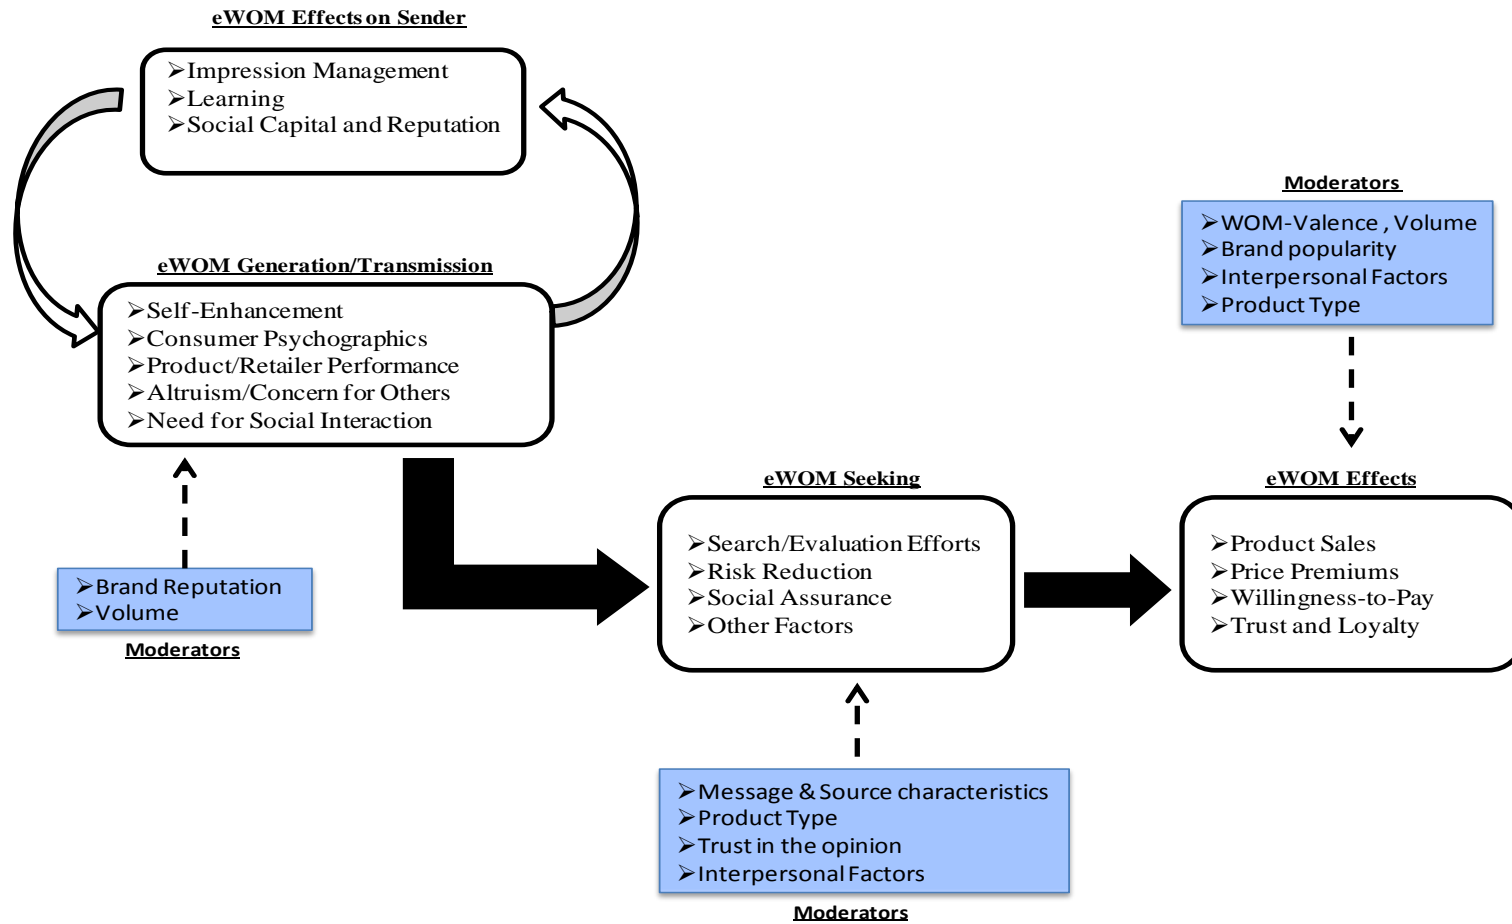 eWOM Effects on Sender
➢Impression Management
➢Learning
➢Social Capital and Reputation
eWOM Generation/Transmission
➢Self-Enhancement
➢Consumer Psychographics
➢Product/Retailer Performance
➢Altruism/Concern for Others
➢Need for Social Interaction
➢Brand Reputation
➢Volume
Moderators
eWOM Seeking
➢Search/Evaluation Efforts
➢Risk Reduction
➢Social Assurance
➢Other Factors
➢Message & Source characteristics
➢Product Type
➢Trust in the opinion
➢Interpersonal Factors
Moderators
Moderators
➢WOM-Valence , Volume
➢Brand popularity
➢Interpersonal Factors
➢Product Type
eWOM Effects
➢Product Sales
➢Price Premiums
➢Willingness-to-Pay
➢Trust and Loyalty